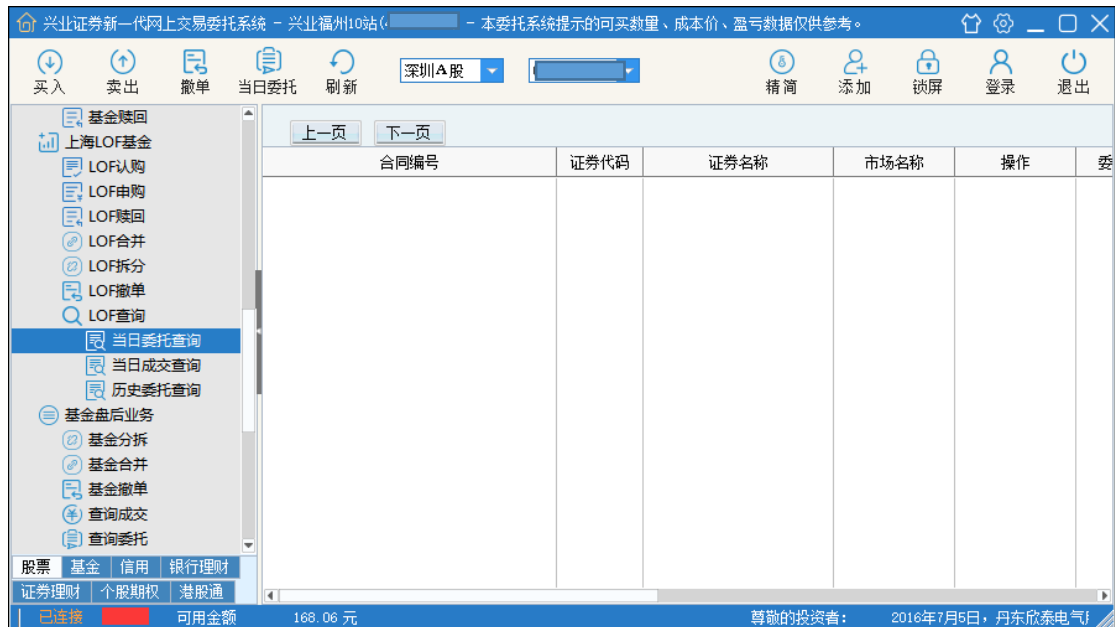 兴业证券新一代网上交易委托系统 - 兴业福州10站( - 本委托系统提示的可买数量、成本价、盈亏数据仅供参考。
买入 卖出 撤单 当日委托 刷新 深圳A股 精简 添加 锁屏 登录 退出
基金赎回
上海LOF基金
LOF认购
LOF申购
LOF赎回
LOF合并
LOF拆分
LOF撤单
LOF查询
当日委托查询
当日成交查询
历史委托查询
基金盘后业务
基金分拆
基金合并
基金撤单
查询成交
查询委托
股票 基金 信用 银行理财
证券理财 个股期权 港股通
上一页 下一页
合同编号 证券代码 证券名称 市场名称 操作 委
已连接 可用金额 168.06 元 尊敬的投资者： 2016年7月5日，丹东欣泰电气